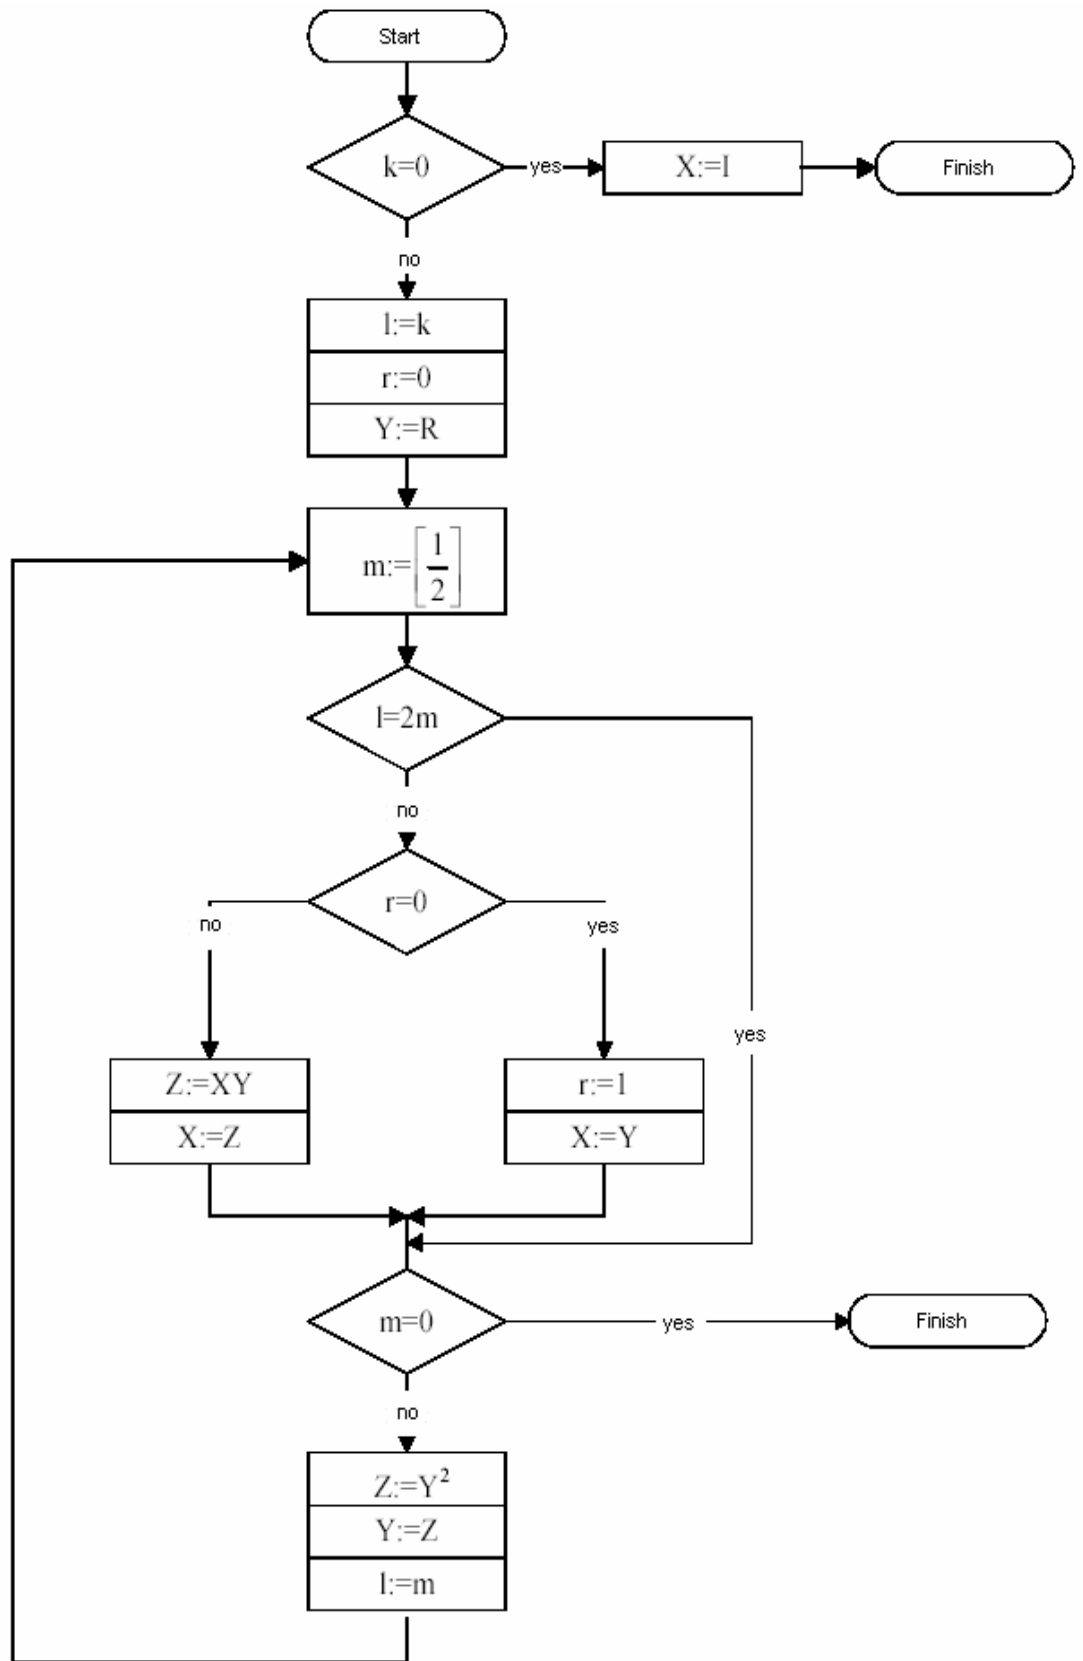 Start
k=0
yes
X:=I
Finish
no
l:=k
r:=0
Y:=R
m:=[l/2]
l=2m
no
r=0
no
yes
yes
Z:=XY
X:=Z
r:=1
X:=Y
m=0
yes
Finish
no
Z:=Y²
Y:=Z
l:=m